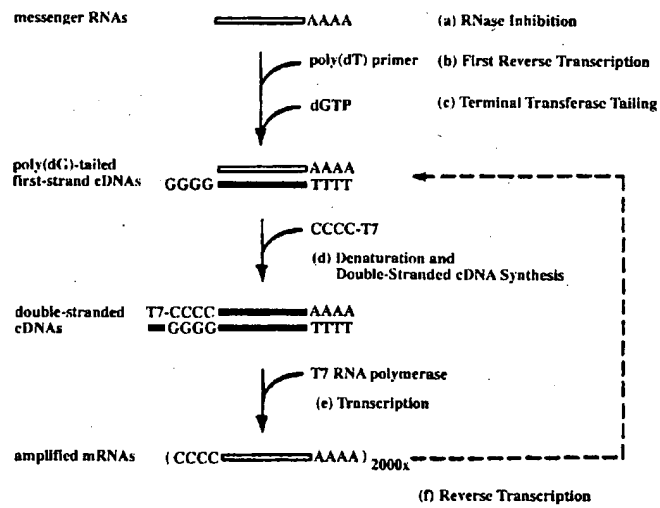 messenger RNAs AAAA (a) RNase Inhibition
poly(dT) primer (b) First Reverse Transcription
dGTP (c) Terminal Transferase Tailing
poly(dG)-tailed AAAA
first-strand cDNAs GGGG TTTT
CCCC-T7
(d) Denaturation and
Double-Stranded cDNA Synthesis
double-stranded T7-CCCC AAAA
cDNAs GGGG TTTT
T7 RNA polymerase
(e) Transcription
amplified mRNAs (CCCC AAAA) 2000x
(f) Reverse Transcription